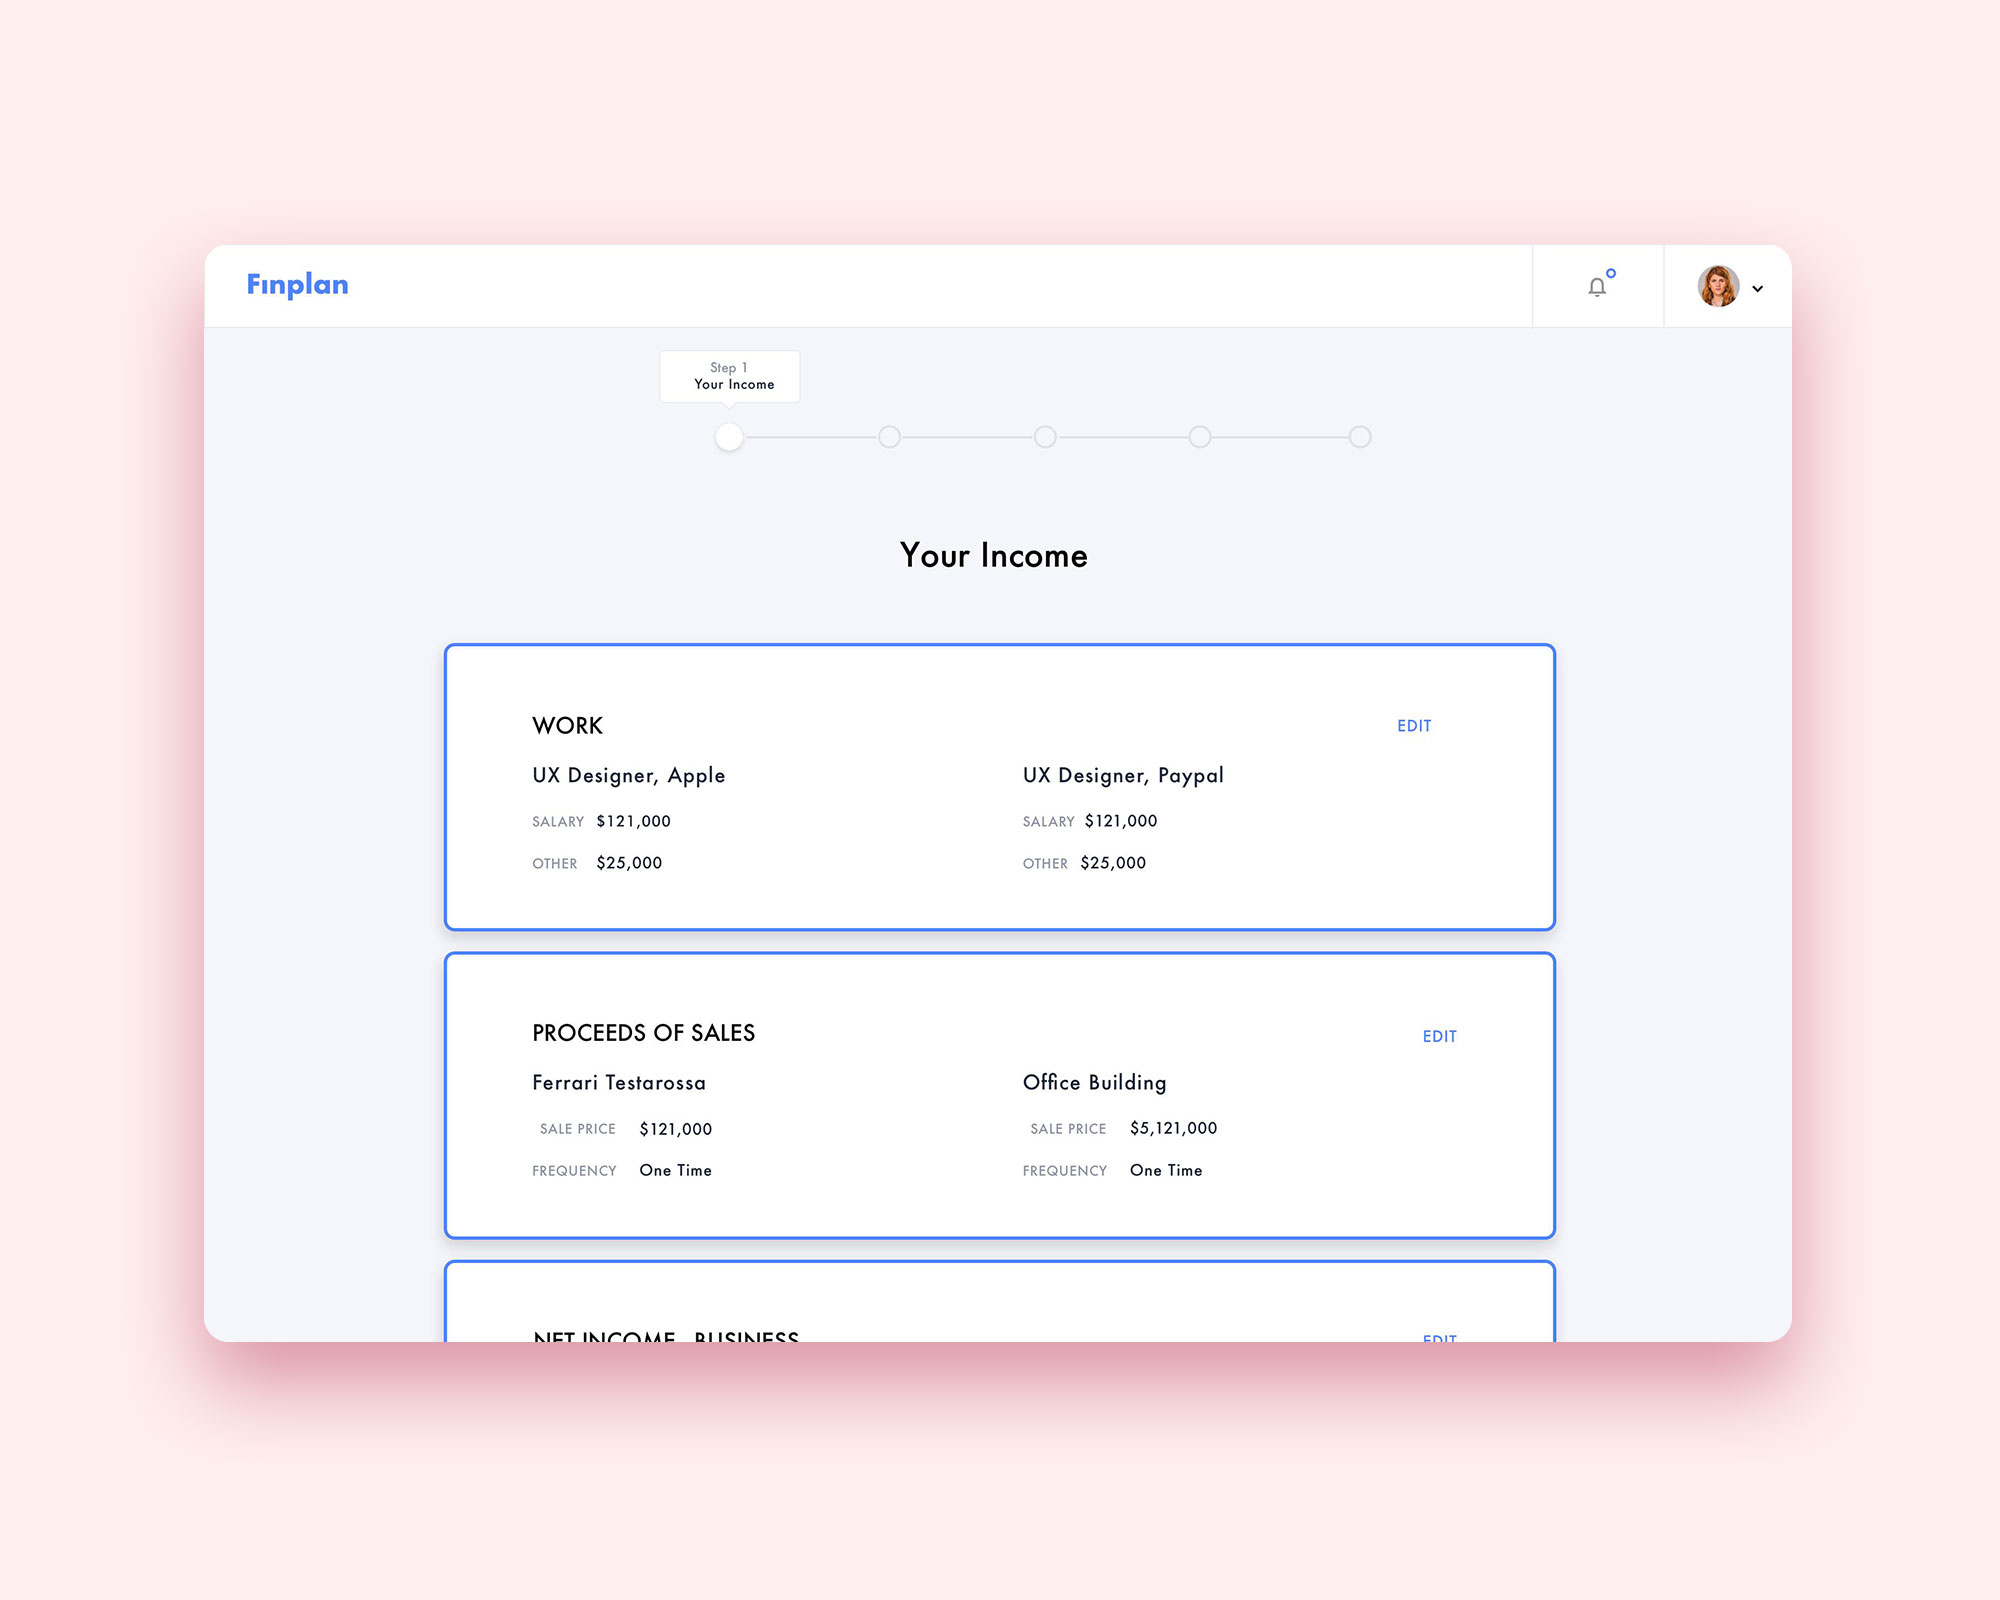 Finplan
Step 1
Your Income
Your Income
WORK
EDIT
UX Designer, Apple
UX Designer, Paypal
SALARY $121,000
SALARY $121,000
OTHER $25,000
OTHER $25,000
PROCEEDS OF SALES
EDIT
Ferrari Testarossa
Office Building
SALE PRICE $121,000
SALE PRICE $5,121,000
FREQUENCY One Time
FREQUENCY One Time
NET INCOME, BUSINESS
EDIT